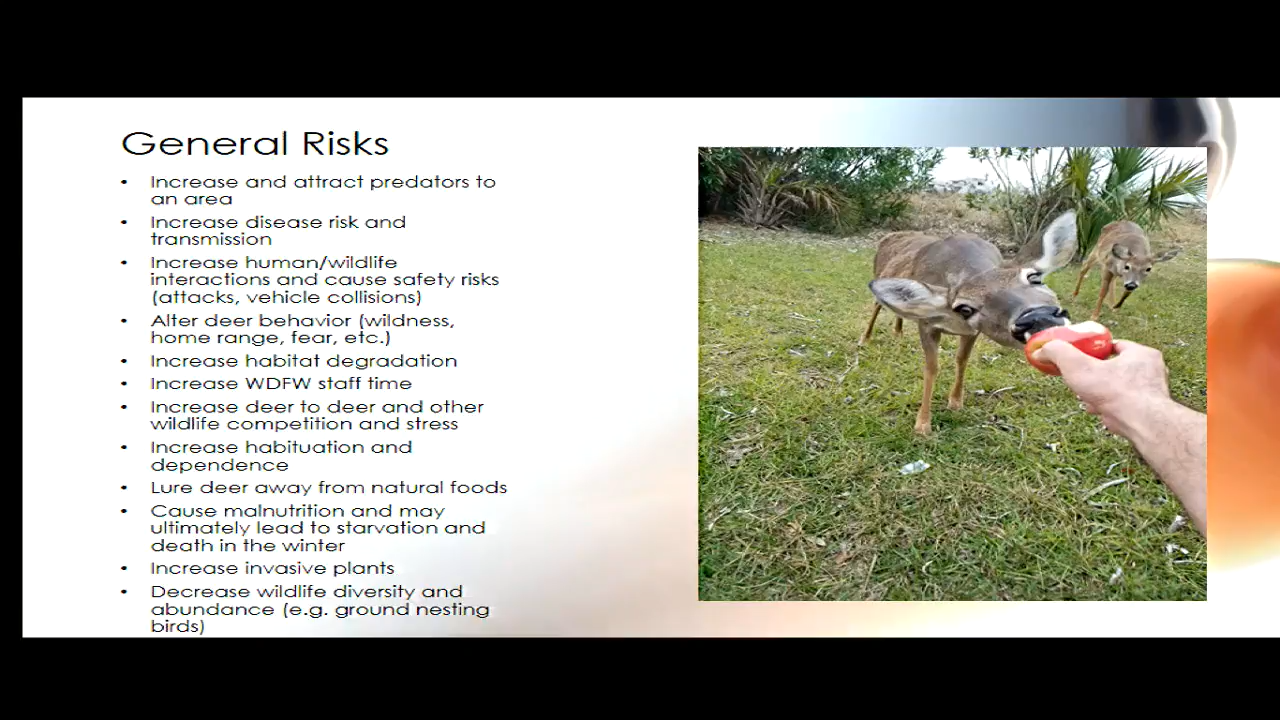 General Risks
• Increase and attract predators to
an area
• Increase disease risk and
transmission
• Increase human/wildlife
interactions and cause safety risks
(attacks, vehicle collisions)
• Alter deer behavior (wildness,
home range, fear, etc.)
• Increase habitat degradation
• Increase WDFW staff time
• Increase deer to deer and other
wildlife competition and stress
• Increase habituation and
dependence
• Lure deer away from natural foods
• Cause malnutrition and may
ultimately lead to starvation and
death in the winter
• Increase invasive plants
• Decrease wildlife diversity and
abundance (e.g. ground nesting
birds)